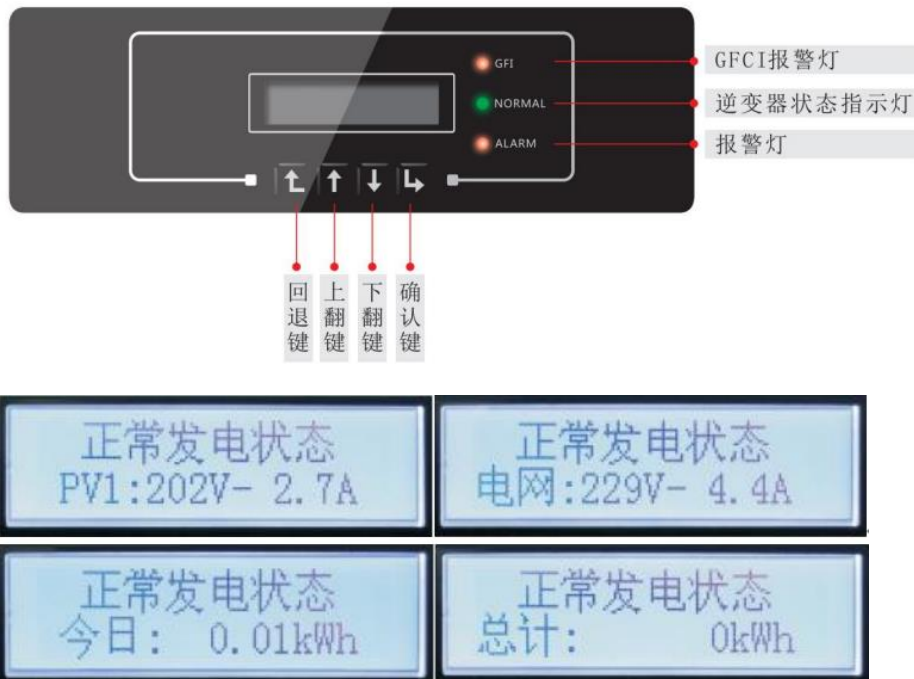 GFI
GFCI报警灯
NORMAL
逆变器状态指示灯
ALARM
报警灯
回退键
上翻键
下翻键
确认键
正常发电状态
PV1:202V- 2.7A
正常发电状态
电网:229V- 4.4A
正常发电状态
今日: 0.01kWh
正常发电状态
总计: 0kWh